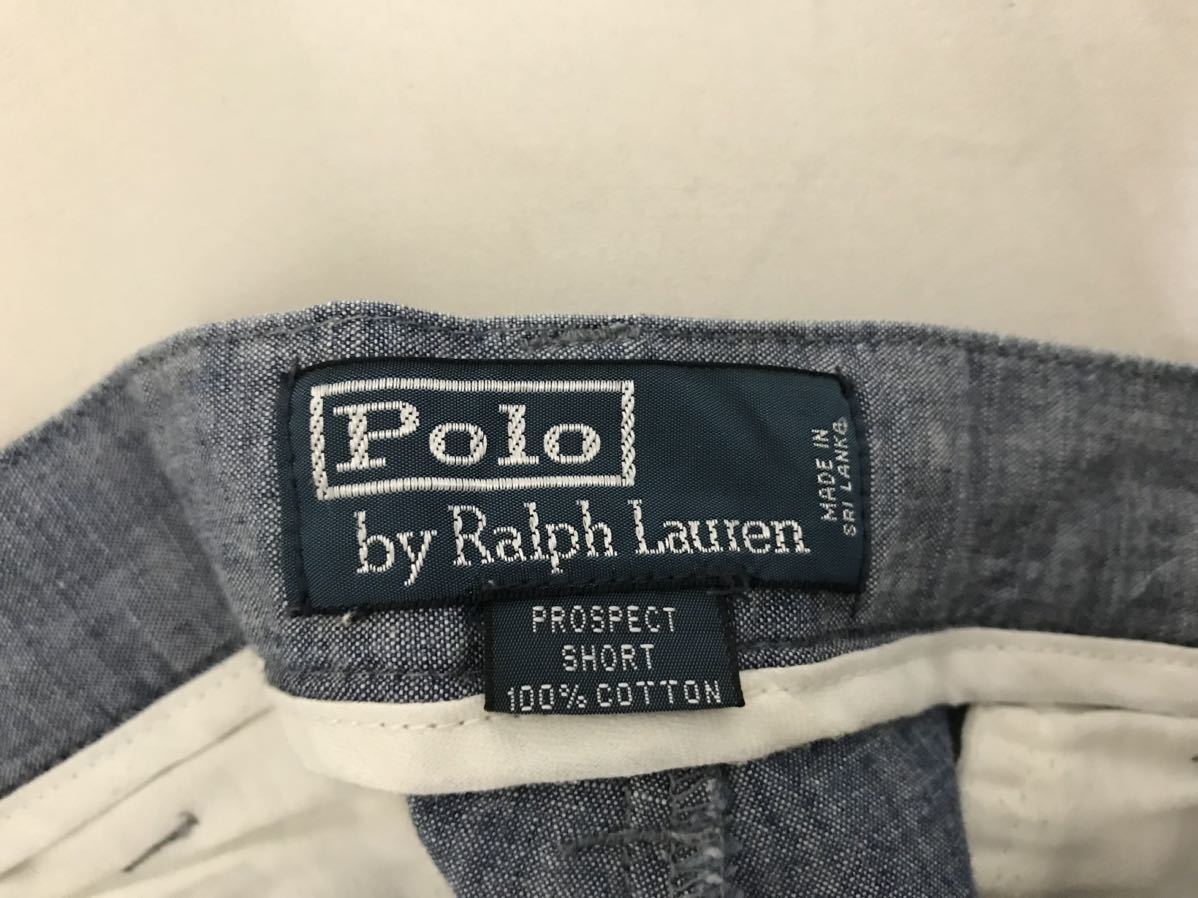 Polo
by Ralph Lauren
MADE IN
SRI LANKA
PROSPECT
SHORT
100% COTTON